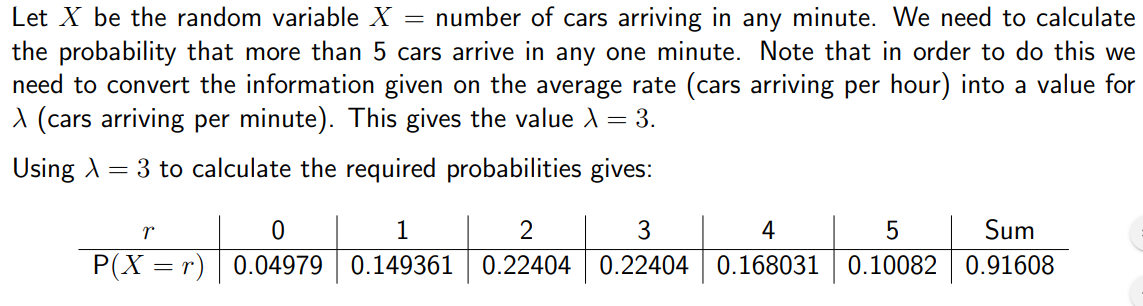 Let X be the random variable X = number of cars arriving in any minute. We need to calculate
the probability that more than 5 cars arrive in any one minute. Note that in order to do this we
need to convert the information given on the average rate (cars arriving per hour) into a value for
λ (cars arriving per minute). This gives the value λ = 3.
Using λ = 3 to calculate the required probabilities gives:
r 0 1 2 3 4 5 Sum
P(X = r) 0.04979 0.149361 0.22404 0.22404 0.168031 0.10082 0.91608